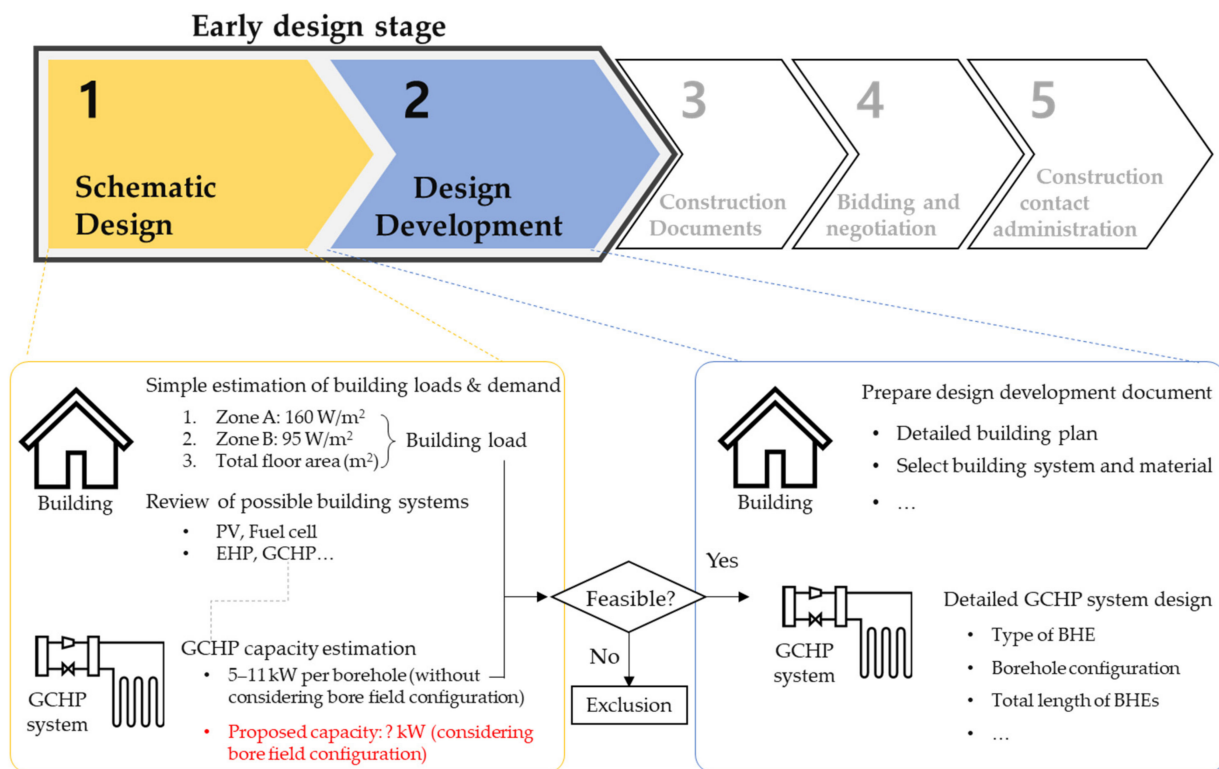 Early design stage
1
Schematic
Design
2
Design
Development
3
Construction
Documents
4
Bidding and
negotiation
5
Construction
contact
administration
Simple estimation of building loads & demand
1. Zone A: 160 W/m²
2. Zone B: 95 W/m²
3. Total floor area (m²)
Building load
Building
Review of possible building systems
• PV, Fuel cell
• EHP, GCHP…
GCHP capacity estimation
• 5–11 kW per borehole (without
considering bore field configuration)
• Proposed capacity: ? kW (considering
bore field configuration)
GCHP
system
Feasible?
Yes
No
Exclusion
Prepare design development document
• Detailed building plan
• Select building system and material
• …
Building
Detailed GCHP system design
• Type of BHE
• Borehole configuration
• Total length of BHEs
• …
GCHP
system